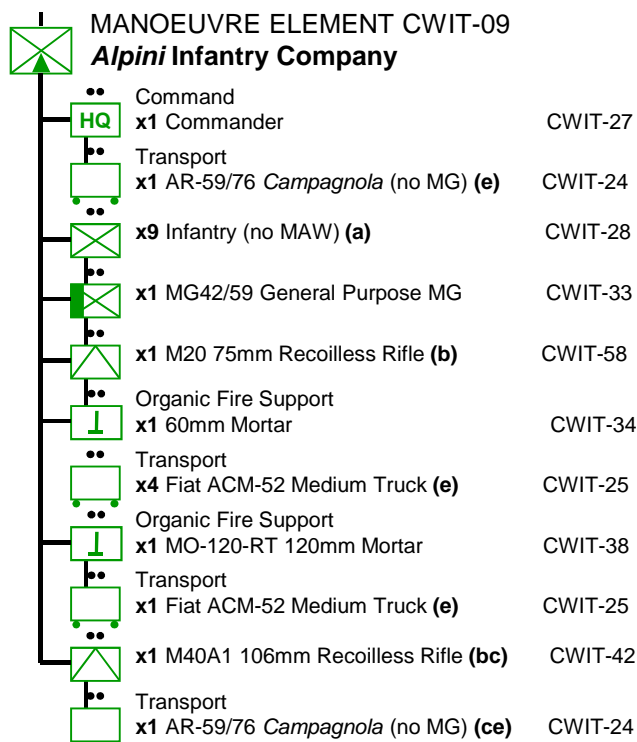 MANOEUVRE ELEMENT CWIT-09
Alpini Infantry Company
Command
HQ x1 Commander CWIT-27
Transport
x1 AR-59/76 Campagnola (no MG) (e) CWIT-24
x9 Infantry (no MAW) (a) CWIT-28
x1 MG42/59 General Purpose MG CWIT-33
x1 M20 75mm Recoilless Rifle (b) CWIT-58
Organic Fire Support
x1 60mm Mortar CWIT-34
Transport
x4 Fiat ACM-52 Medium Truck (e) CWIT-25
Organic Fire Support
x1 MO-120-RT 120mm Mortar CWIT-38
Transport
x1 Fiat ACM-52 Medium Truck (e) CWIT-25
x1 M40A1 106mm Recoilless Rifle (bc) CWIT-42
Transport
x1 AR-59/76 Campagnola (no MG) (ce) CWIT-24